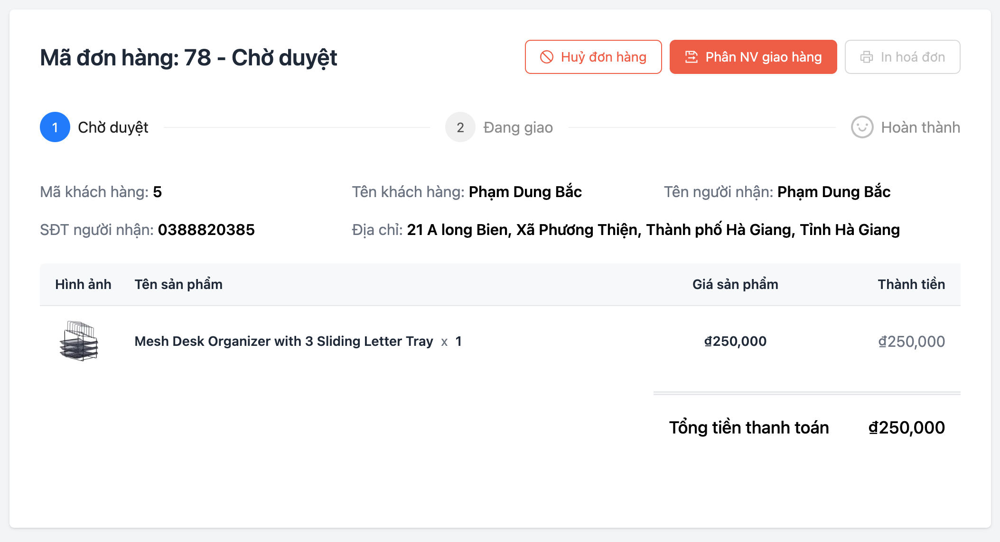 Mã đơn hàng: 78 - Chờ duyệt
Huỷ đơn hàng
Phân NV giao hàng
In hoá đơn
1 Chờ duyệt
2 Đang giao
Hoàn thành
Mã khách hàng: 5
Tên khách hàng: Phạm Dung Bắc
Tên người nhận: Phạm Dung Bắc
SĐT người nhận: 0388820385
Địa chỉ: 21 A long Bien, Xã Phương Thiện, Thành phố Hà Giang, Tỉnh Hà Giang
Hình ảnh Tên sản phẩm Giá sản phẩm Thành tiền
Mesh Desk Organizer with 3 Sliding Letter Tray x 1 ₫250,000 ₫250,000
Tổng tiền thanh toán ₫250,000